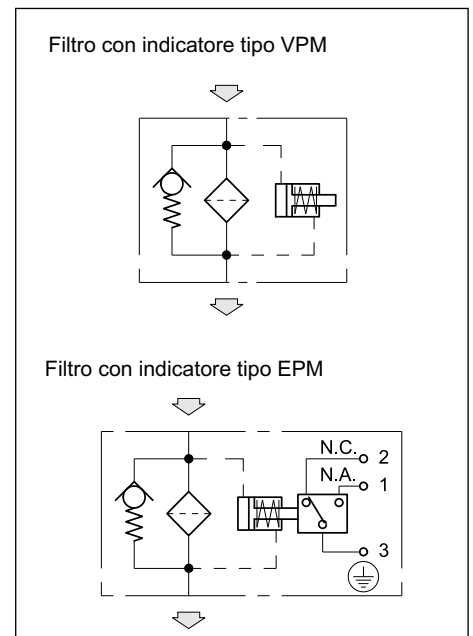 Filtro con indicatore tipo VPM
Filtro con indicatore tipo EPM
N.C. 2
N.A. 1
3